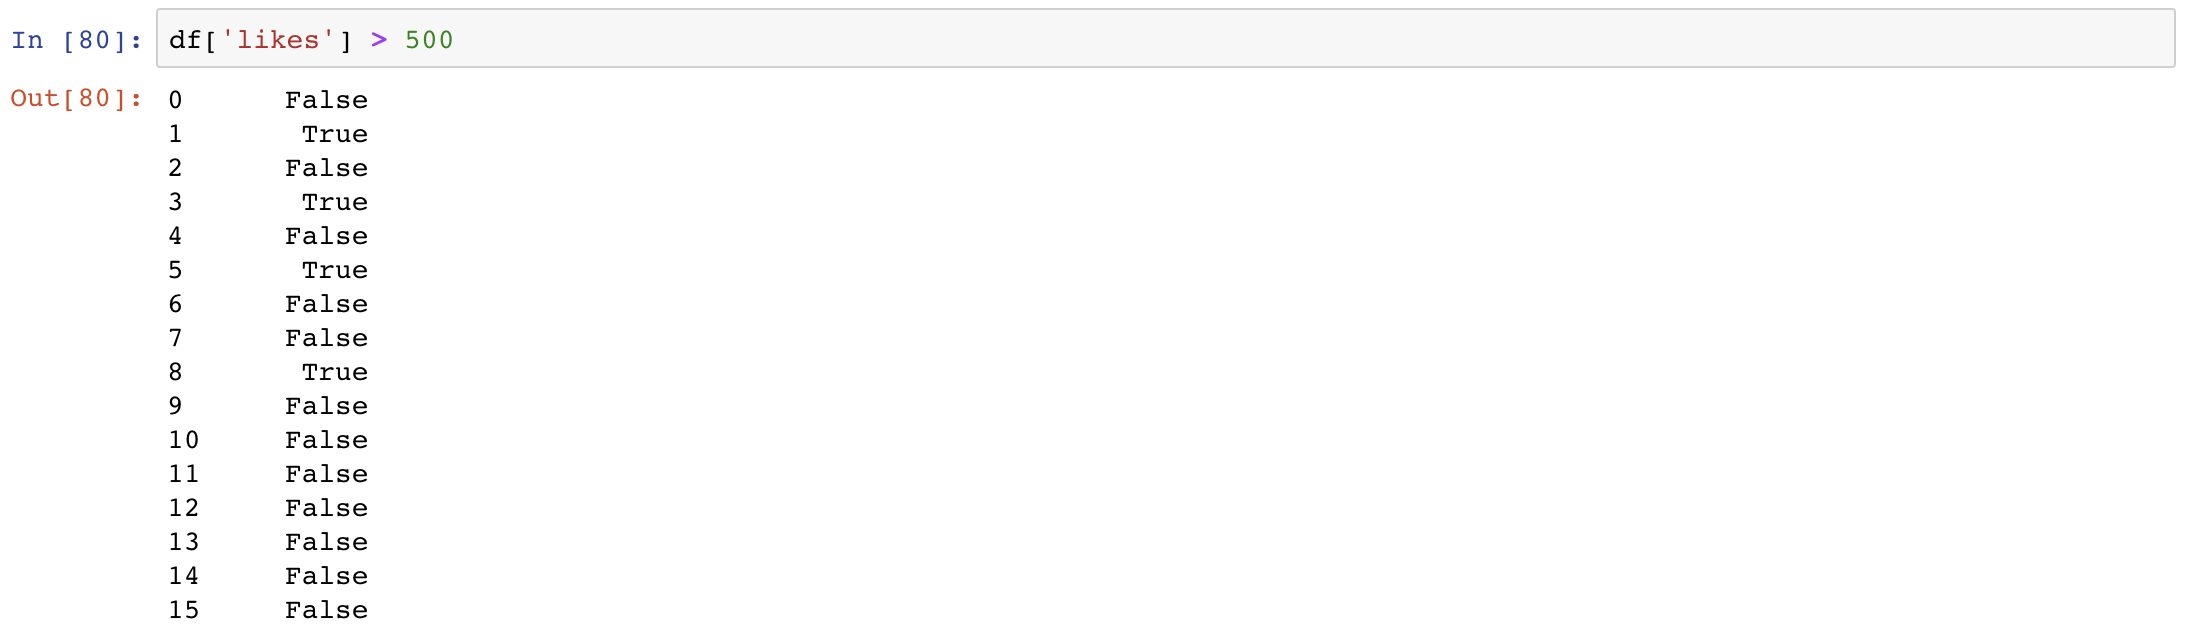 In [80]: df['likes'] > 500
Out[80]: 0 False
1 True
2 False
3 True
4 False
5 True
6 False
7 False
8 True
9 False
10 False
11 False
12 False
13 False
14 False
15 False